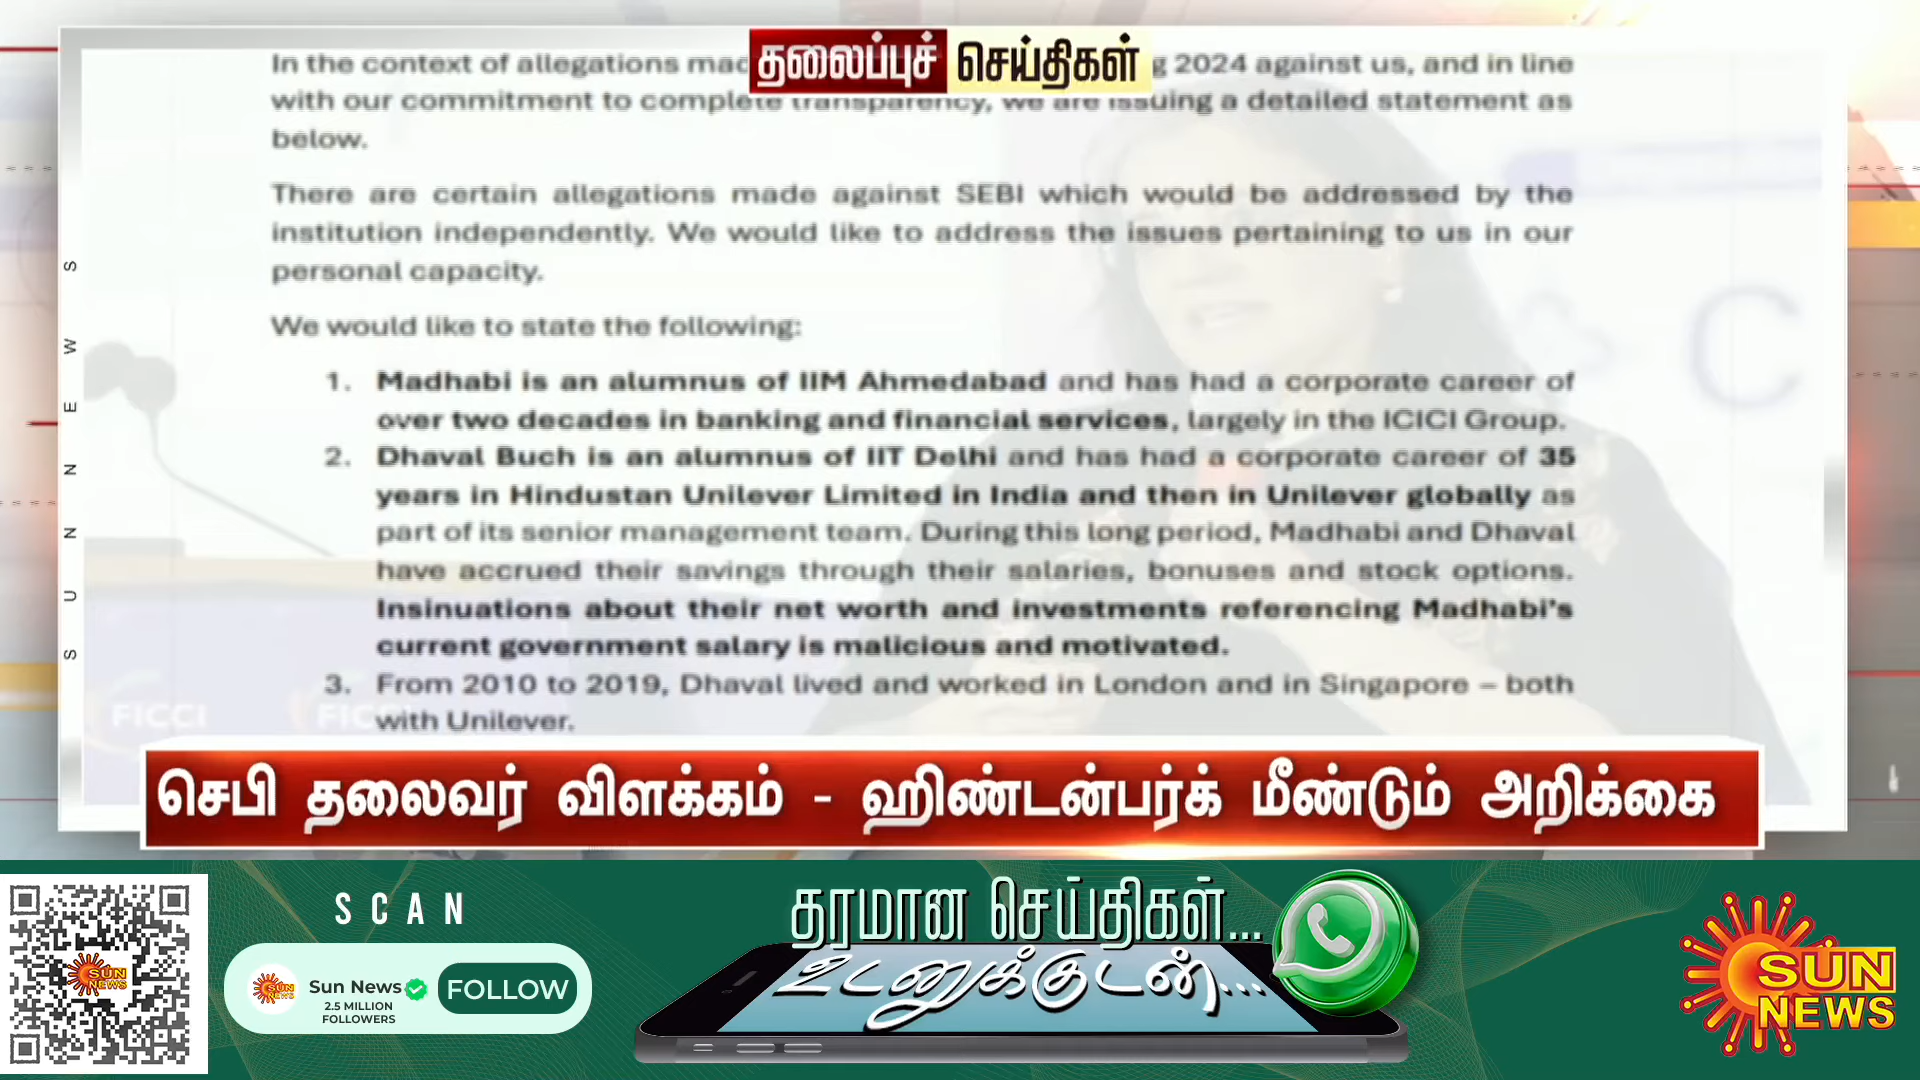 தலைப்புச் செய்திகள்
In the context of allegations mad g 2024 against us, and in line
with our commitment to complete transparency, we are issuing a detailed statement as
below.
There are certain allegations made against SEBI which would be addressed by the
institution independently. We would like to address the issues pertaining to us in our
personal capacity.
We would like to state the following:
1. Madhabi is an alumnus of IIM Ahmedabad and has had a corporate career of
over two decades in banking and financial services, largely in the ICICI Group.
2. Dhaval Buch is an alumnus of IIT Delhi and has had a corporate career of 35
years in Hindustan Unilever Limited in India and then in Unilever globally as
part of its senior management team. During this long period, Madhabi and Dhaval
have accrued their savings through their salaries, bonuses and stock options.
Insinuations about their net worth and investments referencing Madhabi's
current government salary is malicious and motivated.
3. From 2010 to 2019, Dhaval lived and worked in London and in Singapore – both
with Unilever.
SUN NEWS
C
FICCI FICCI
செபி தலைவர் விளக்கம் - ஹிண்டன்பர்க் மீண்டும் அறிக்கை
SCAN
SUN
NEWS
SUN
NEWS
Sun News
2.5 MILLION
FOLLOWERS
FOLLOW
தரமான செய்திகள்...
உடனுக்குடன்...
SUN
NEWS